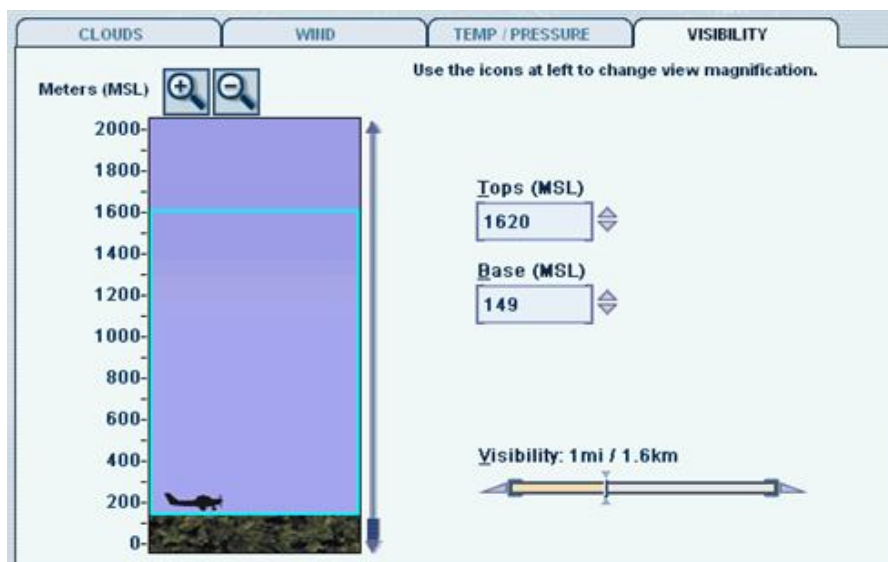 CLOUDS WIND TEMP / PRESSURE VISIBILITY
Use the icons at left to change view magnification.
Meters (MSL)
2000-
1800-
1600-
1400-
1200-
1000-
800-
600-
400-
200-
0-
Tops (MSL)
1620
Base (MSL)
149
Visibility: 1mi / 1.6km